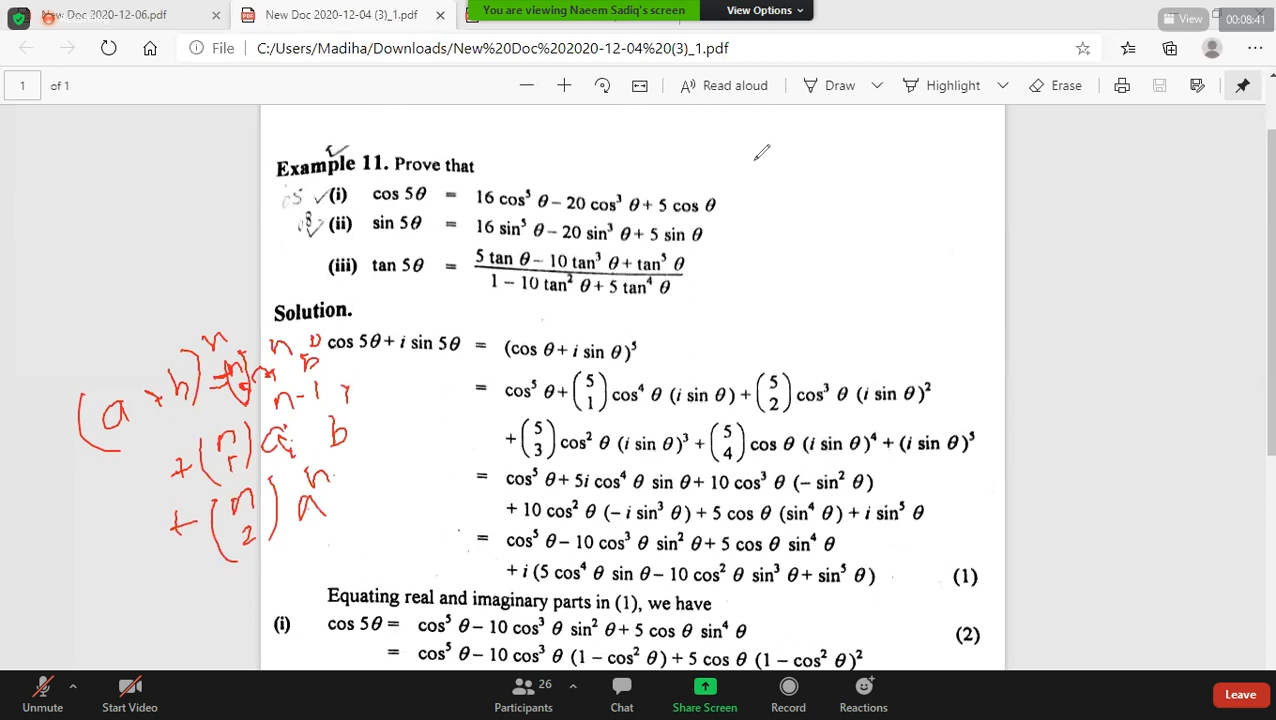 New Doc 2020-12-06.pdf
New Doc 2020-12-04 (3)_1.pdf
You are viewing Naeem Sadiq's screen
View Options
View
00:08:41
File
C:/Users/Madiha/Downloads/New%20Doc%202020-12-04%20(3)_1.pdf
1 of 1
Read aloud
Draw
Highlight
Erase
Example 11. Prove that
(i) cos 5θ = 16 cos⁵ θ – 20 cos³ θ + 5 cos θ
(ii) sin 5θ = 16 sin⁵ θ – 20 sin³ θ + 5 sin θ
(iii) tan 5θ = 5 tan θ – 10 tan³ θ + tan⁵ θ
1 – 10 tan² θ + 5 tan⁴ θ
Solution.
cos 5θ + i sin 5θ = (cos θ + i sin θ)⁵
= cos⁵ θ + (5 1) cos⁴ θ (i sin θ) + (5 2) cos³ θ (i sin θ)²
+ (5 3) cos² θ (i sin θ)³ + (5 4) cos θ (i sin θ)⁴ + (i sin θ)⁵
= cos⁵ θ + 5i cos⁴ θ sin θ + 10 cos³ θ (– sin² θ)
+ 10 cos² θ (– i sin³ θ) + 5 cos θ (sin⁴ θ) + i sin⁵ θ
= cos⁵ θ – 10 cos³ θ sin² θ + 5 cos θ sin⁴ θ
+ i (5 cos⁴ θ sin θ – 10 cos² θ sin³ θ + sin⁵ θ) (1)
Equating real and imaginary parts in (1), we have
(i) cos 5θ = cos⁵ θ – 10 cos³ θ sin² θ + 5 cos θ sin⁴ θ (2)
= cos⁵ θ – 10 cos³ θ (1 – cos² θ) + 5 cos θ (1 – cos² θ)²
(a + b)ⁿ
+ (n 2) aⁿ
Unmute
Start Video
26
Participants
Chat
Share Screen
Record
Reactions
Leave